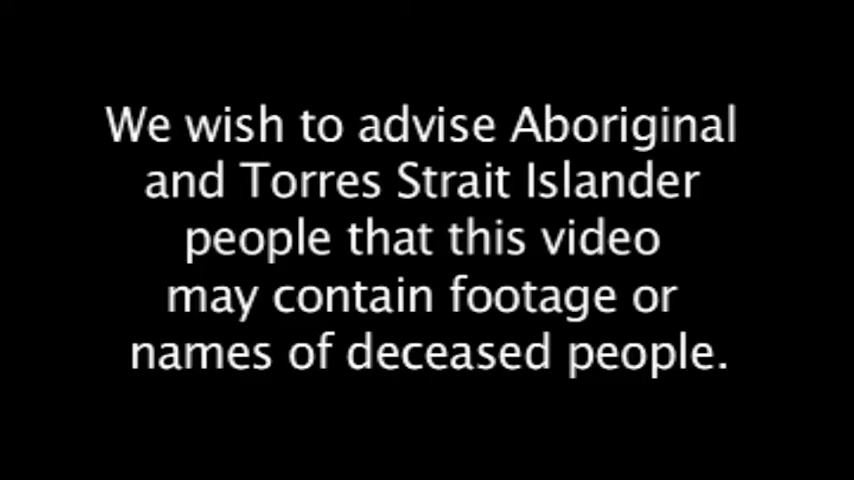 We wish to advise Aboriginal
and Torres Strait Islander
people that this video
may contain footage or
names of deceased people.